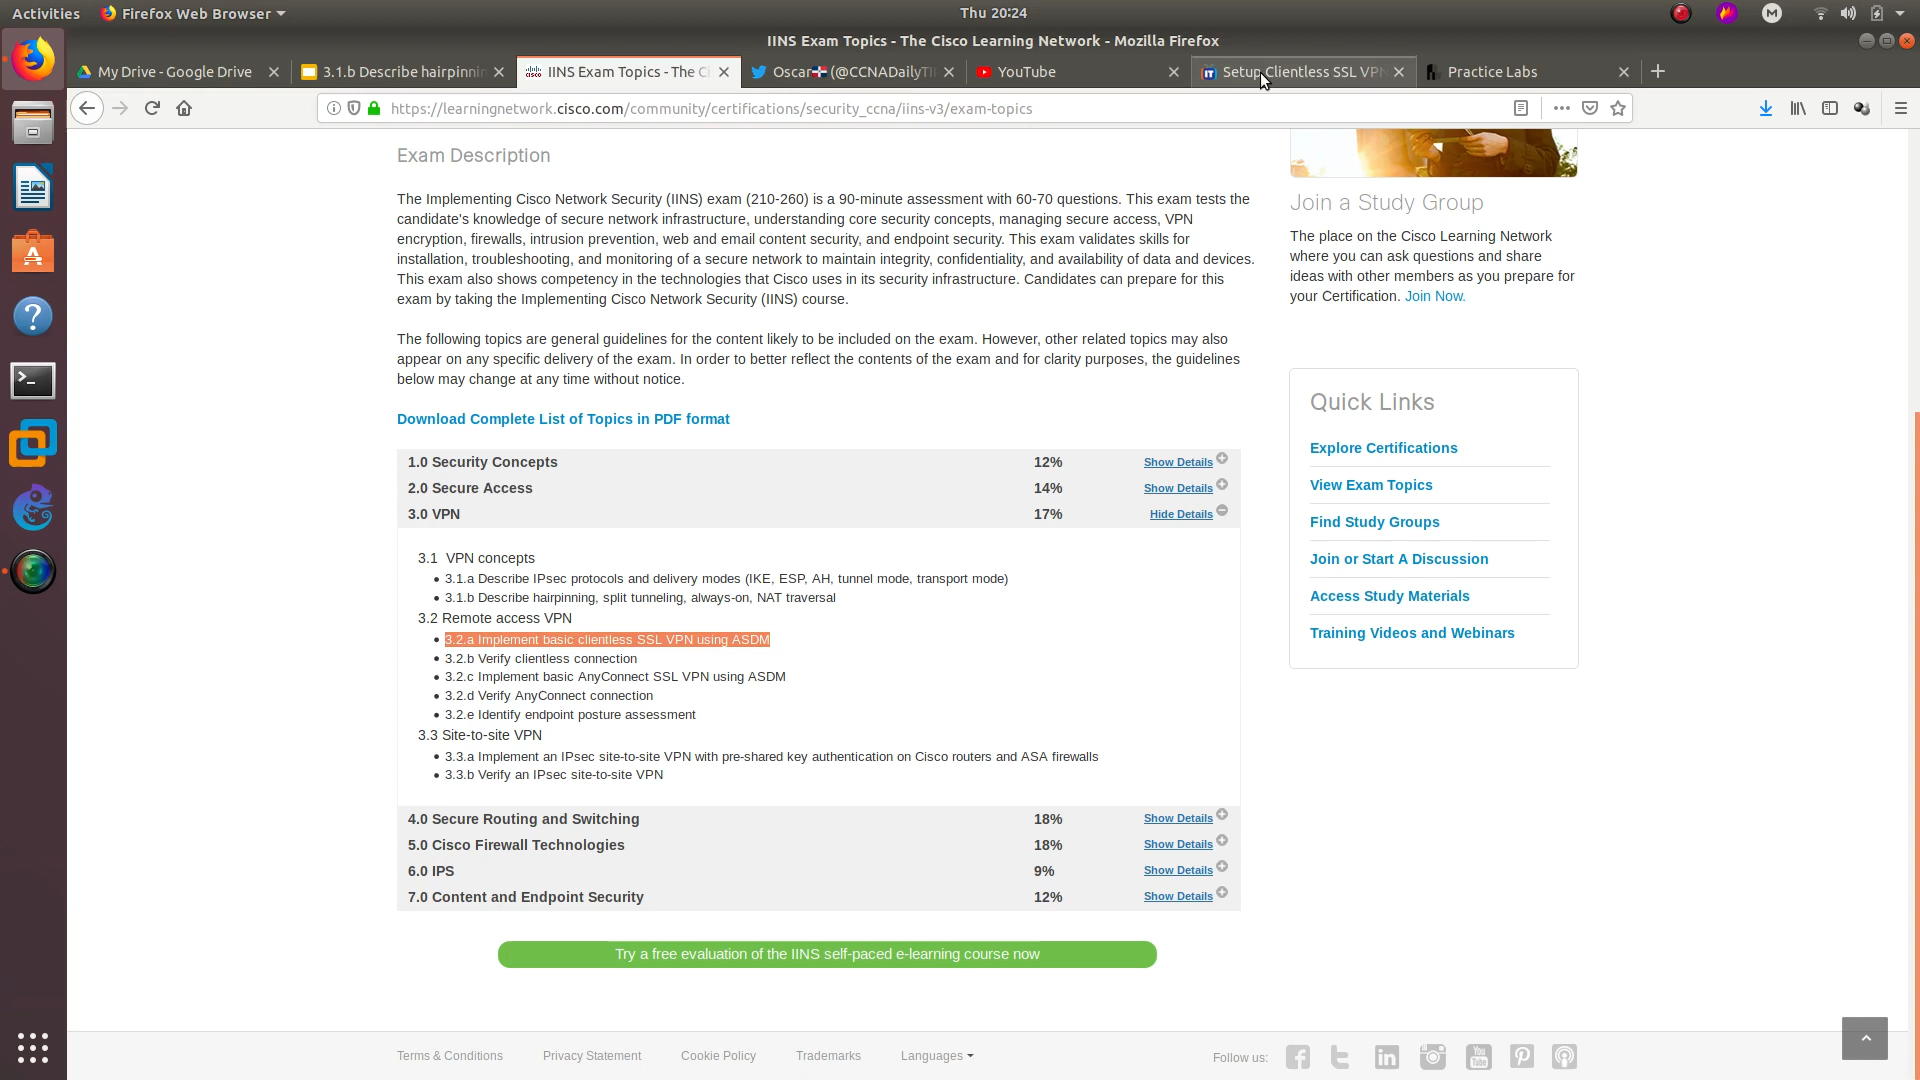 Activities
Firefox Web Browser
Thu 20:24
IINS Exam Topics - The Cisco Learning Network - Mozilla Firefox
My Drive - Google Drive
3.1.b Describe hairpinnin
IINS Exam Topics - The C
Oscar (@CCNADailyTI
YouTube
Setup Clientless SSL VPN
Practice Labs
https://learningnetwork.cisco.com/community/certifications/security_ccna/iins-v3/exam-topics
Exam Description
The Implementing Cisco Network Security (IINS) exam (210-260) is a 90-minute assessment with 60-70 questions. This exam tests the
candidate's knowledge of secure network infrastructure, understanding core security concepts, managing secure access, VPN
encryption, firewalls, intrusion prevention, web and email content security, and endpoint security. This exam validates skills for
installation, troubleshooting, and monitoring of a secure network to maintain integrity, confidentiality, and availability of data and devices.
This exam also shows competency in the technologies that Cisco uses in its security infrastructure. Candidates can prepare for this
exam by taking the Implementing Cisco Network Security (IINS) course.
The following topics are general guidelines for the content likely to be included on the exam. However, other related topics may also
appear on any specific delivery of the exam. In order to better reflect the contents of the exam and for clarity purposes, the guidelines
below may change at any time without notice.
Download Complete List of Topics in PDF format
1.0 Security Concepts 12% Show Details
2.0 Secure Access 14% Show Details
3.0 VPN 17% Hide Details
3.1 VPN concepts
• 3.1.a Describe IPsec protocols and delivery modes (IKE, ESP, AH, tunnel mode, transport mode)
• 3.1.b Describe hairpinning, split tunneling, always-on, NAT traversal
3.2 Remote access VPN
• 3.2.a Implement basic clientless SSL VPN using ASDM
• 3.2.b Verify clientless connection
• 3.2.c Implement basic AnyConnect SSL VPN using ASDM
• 3.2.d Verify AnyConnect connection
• 3.2.e Identify endpoint posture assessment
3.3 Site-to-site VPN
• 3.3.a Implement an IPsec site-to-site VPN with pre-shared key authentication on Cisco routers and ASA firewalls
• 3.3.b Verify an IPsec site-to-site VPN
4.0 Secure Routing and Switching 18% Show Details
5.0 Cisco Firewall Technologies 18% Show Details
6.0 IPS 9% Show Details
7.0 Content and Endpoint Security 12% Show Details
Try a free evaluation of the IINS self-paced e-learning course now
Join a Study Group
The place on the Cisco Learning Network
where you can ask questions and share
ideas with other members as you prepare for
your Certification. Join Now.
Quick Links
Explore Certifications
View Exam Topics
Find Study Groups
Join or Start A Discussion
Access Study Materials
Training Videos and Webinars
Terms & Conditions
Privacy Statement
Cookie Policy
Trademarks
Languages
Follow us: